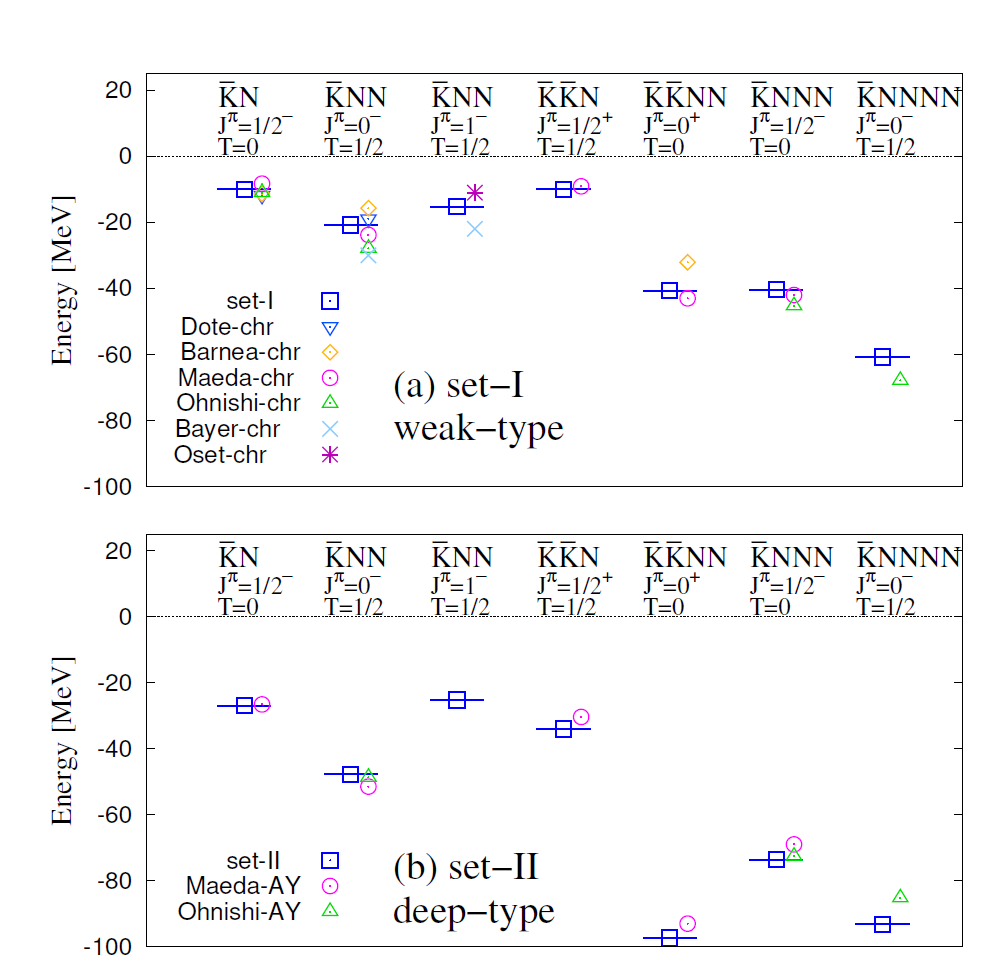 K̅N K̅NN K̅NN K̅K̅N K̅K̅NN K̅NNN K̅NNNN
J^π=1/2⁻ J^π=0⁻ J^π=1⁻ J^π=1/2⁺ J^π=0⁺ J^π=1/2⁻ J^π=0⁻
T=0 T=1/2 T=1/2 T=1/2 T=0 T=0 T=1/2
20
0
-20
-40
-60
-80
-100
Energy [MeV]
set-I
Dote-chr
Barnea-chr
Maeda-chr
Ohnishi-chr
Bayer-chr
Oset-chr
(a) set−I
weak−type
K̅N K̅NN K̅NN K̅K̅N K̅K̅NN K̅NNN K̅NNNN
J^π=1/2⁻ J^π=0⁻ J^π=1⁻ J^π=1/2⁺ J^π=0⁺ J^π=1/2⁻ J^π=0⁻
T=0 T=1/2 T=1/2 T=1/2 T=0 T=0 T=1/2
20
0
-20
-40
-60
-80
-100
Energy [MeV]
set-II
Maeda-AY
Ohnishi-AY
(b) set−II
deep−type